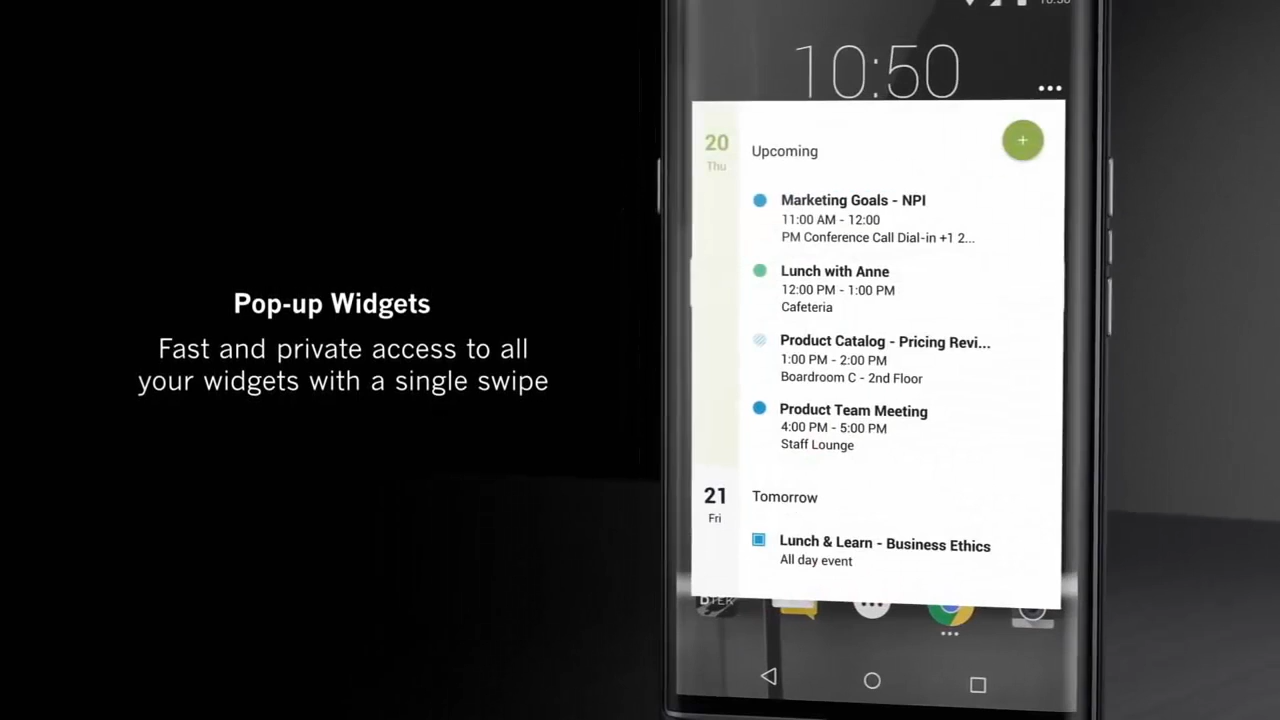 10:50
Pop-up Widgets
Fast and private access to all
your widgets with a single swipe
10:50
20
Thu
Upcoming
+
Marketing Goals - NPI
11:00 AM - 12:00
PM Conference Call Dial-in +1 2...
Lunch with Anne
12:00 PM - 1:00 PM
Cafeteria
Product Catalog - Pricing Revi...
1:00 PM - 2:00 PM
Boardroom C - 2nd Floor
Product Team Meeting
4:00 PM - 5:00 PM
Staff Lounge
21
Fri
Tomorrow
Lunch & Learn - Business Ethics
All day event
DTEK